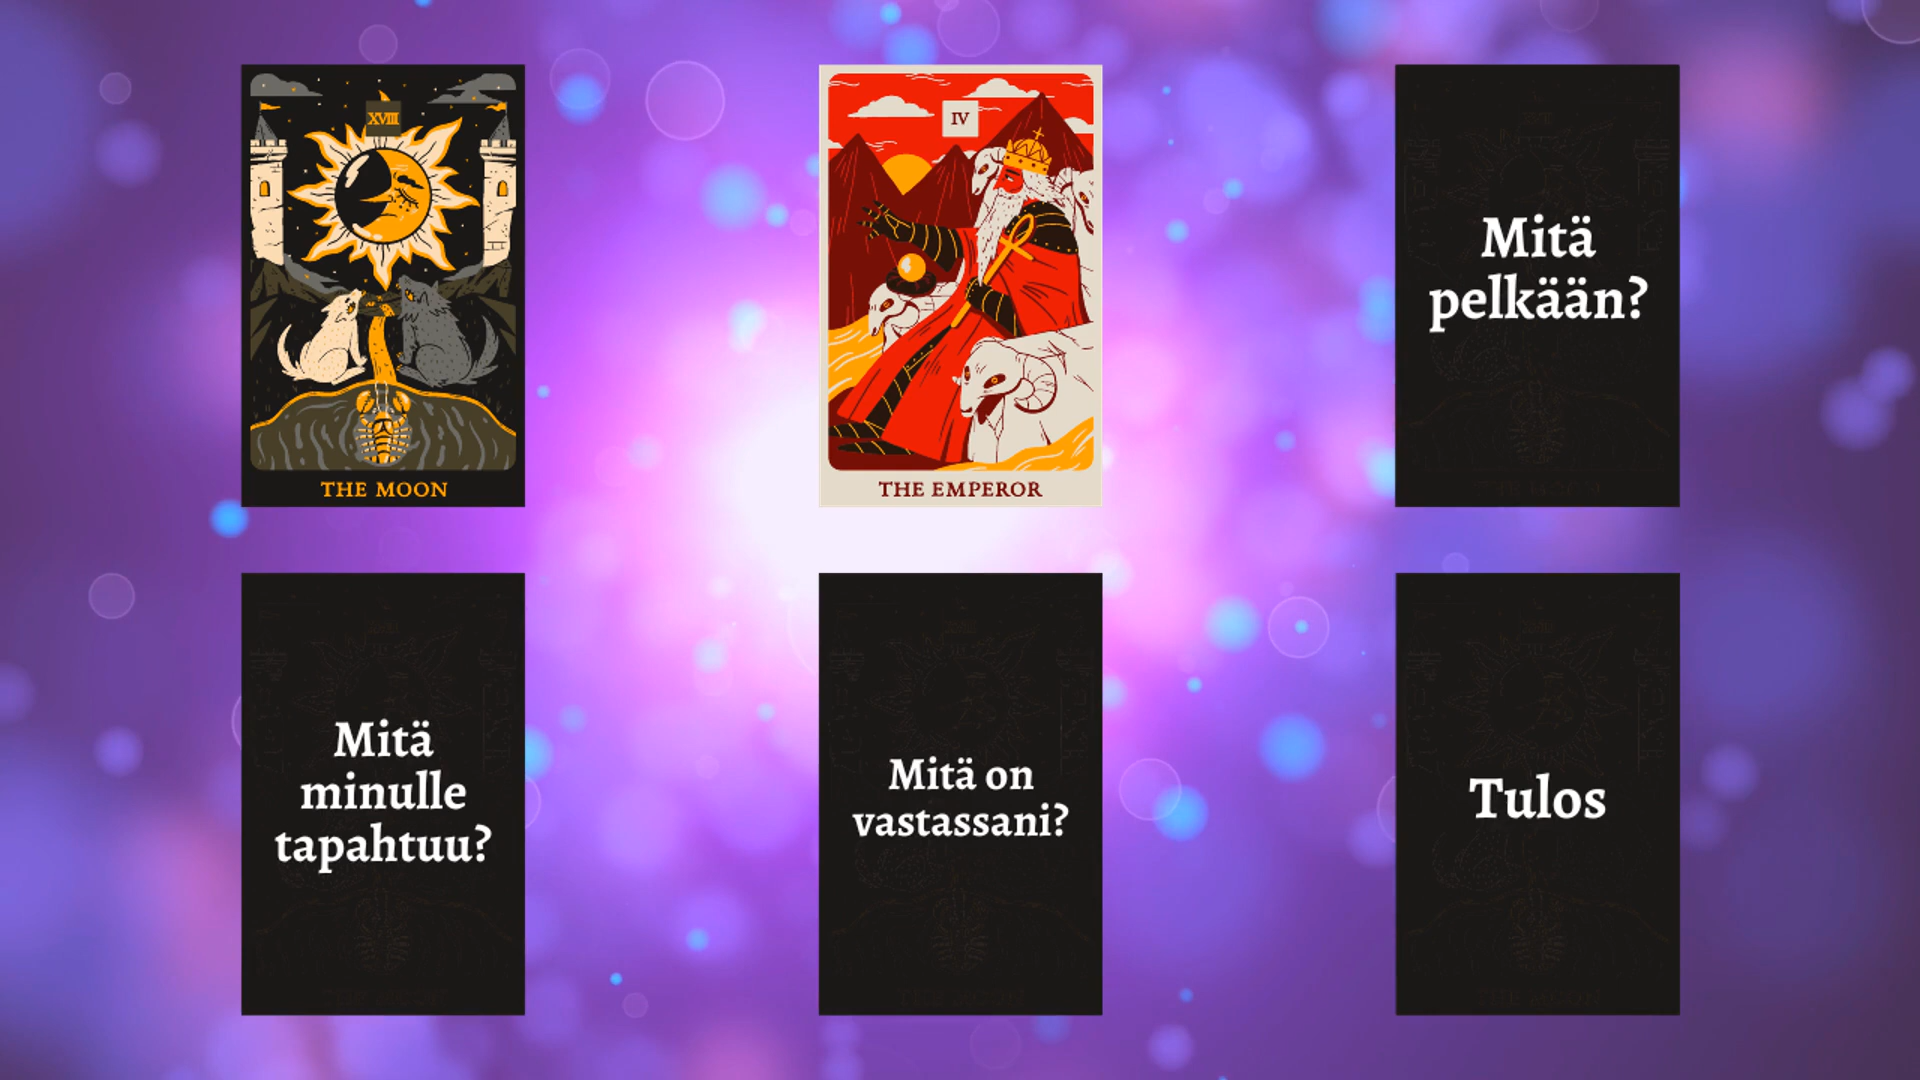 XVIII
THE MOON
IV
THE EMPEROR
Mitä
pelkään?
Mitä
minulle
tapahtuu?
Mitä on
vastassani?
Tulos